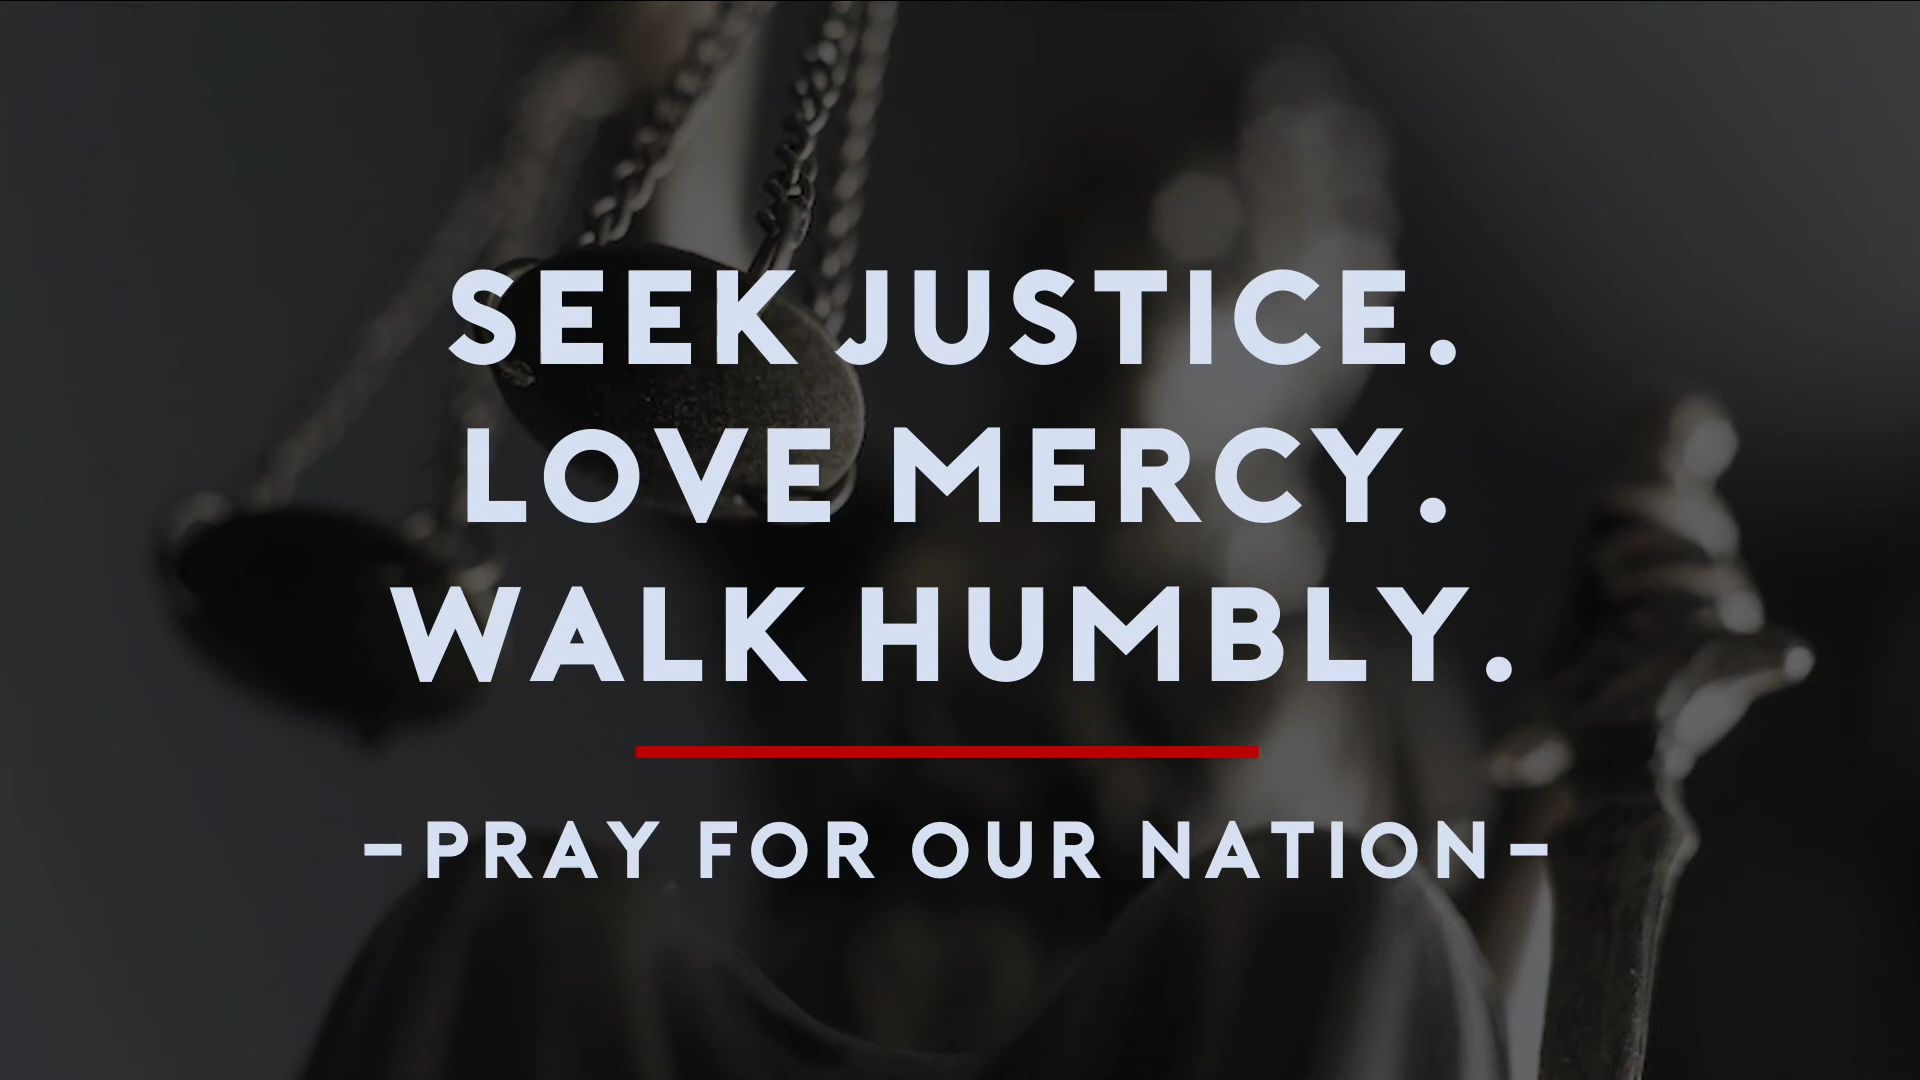 SEEK JUSTICE.
LOVE MERCY.
WALK HUMBLY.
-PRAY FOR OUR NATION-